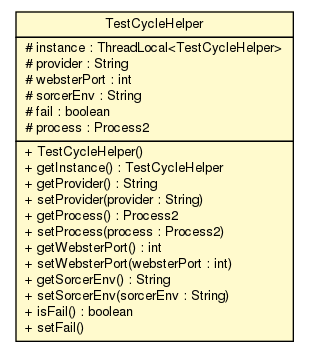 TestCycleHelper
# instance : ThreadLocal<TestCycleHelper>
# provider : String
# websterPort : int
# sorcerEnv : String
# fail : boolean
# process : Process2
+ TestCycleHelper()
+ getInstance() : TestCycleHelper
+ getProvider() : String
+ setProvider(provider : String)
+ getProcess() : Process2
+ setProcess(process : Process2)
+ getWebsterPort() : int
+ setWebsterPort(websterPort : int)
+ getSorcerEnv() : String
+ setSorcerEnv(sorcerEnv : String)
+ isFail() : boolean
+ setFail()